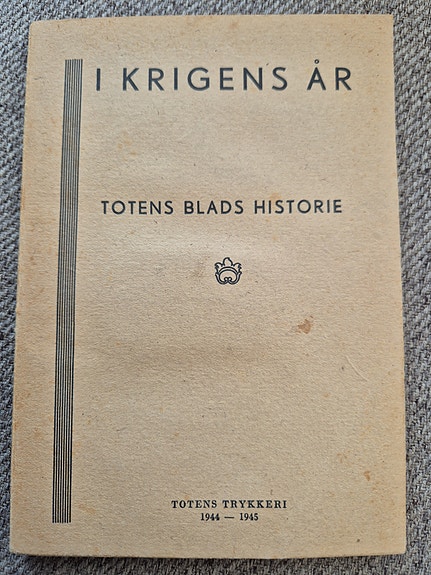 I KRIGENS ÅR
TOTENS BLADS HISTORIE
TOTENS TRYKKERI
1944 — 1945